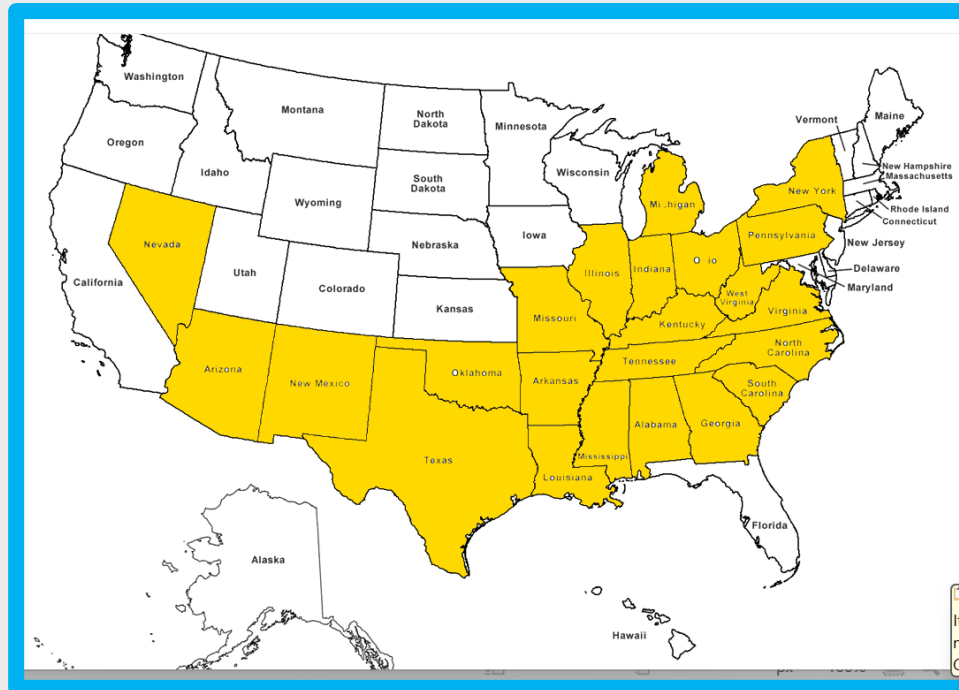 Washington
Montana
North
Dakota
Minnesota
Vermont
Maine
Oregon
Idaho
Wisconsin
Mi.higan
New Hampshire
Massachusetts
South
Dakota
Wyoming
New York
Rhode Island
Connecticut
Iowa
Nebraska
Pennsylvania
New Jersey
Nevada
Utah
Illinois
Indiana
O io
Delaware
California
Colorado
Kansas
West
Virginia
Maryland
Missouri
Kentucky
Virginia
North
Carolina
Arizona
New Mexico
Oklahoma
Tennessee
Arkansas
South
Carolina
Alabama
Georgia
Texas
Mississippi
Louisiana
Florida
Alaska
Hawaii